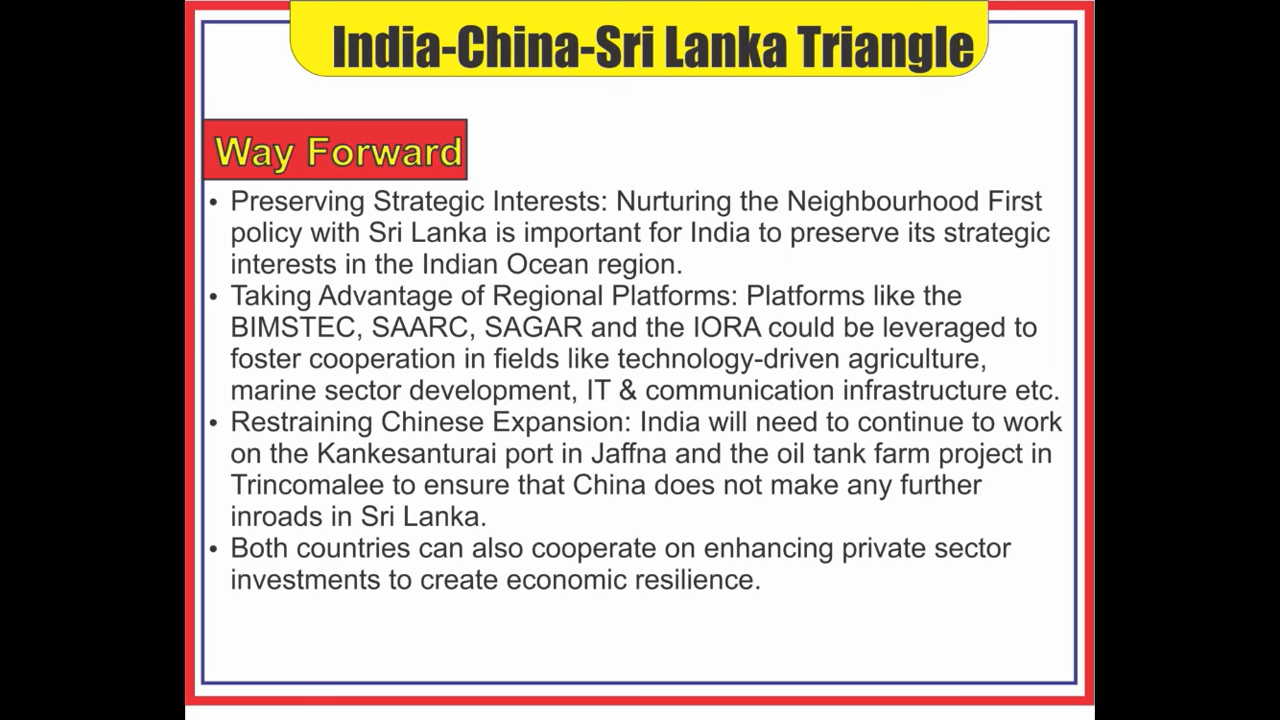 India-China-Sri Lanka Triangle
Way Forward
• Preserving Strategic Interests: Nurturing the Neighbourhood First
policy with Sri Lanka is important for India to preserve its strategic
interests in the Indian Ocean region.
• Taking Advantage of Regional Platforms: Platforms like the
BIMSTEC, SAARC, SAGAR and the IORA could be leveraged to
foster cooperation in fields like technology-driven agriculture,
marine sector development, IT & communication infrastructure etc.
• Restraining Chinese Expansion: India will need to continue to work
on the Kankesanturai port in Jaffna and the oil tank farm project in
Trincomalee to ensure that China does not make any further
inroads in Sri Lanka.
• Both countries can also cooperate on enhancing private sector
investments to create economic resilience.